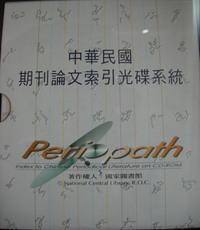 中華民國
期刊論文索引光碟系統
Periopath
Index to Chinese Periodical Literature on CD-ROM
著作權人：國家圖書館
©National Central Library, R.O.C.